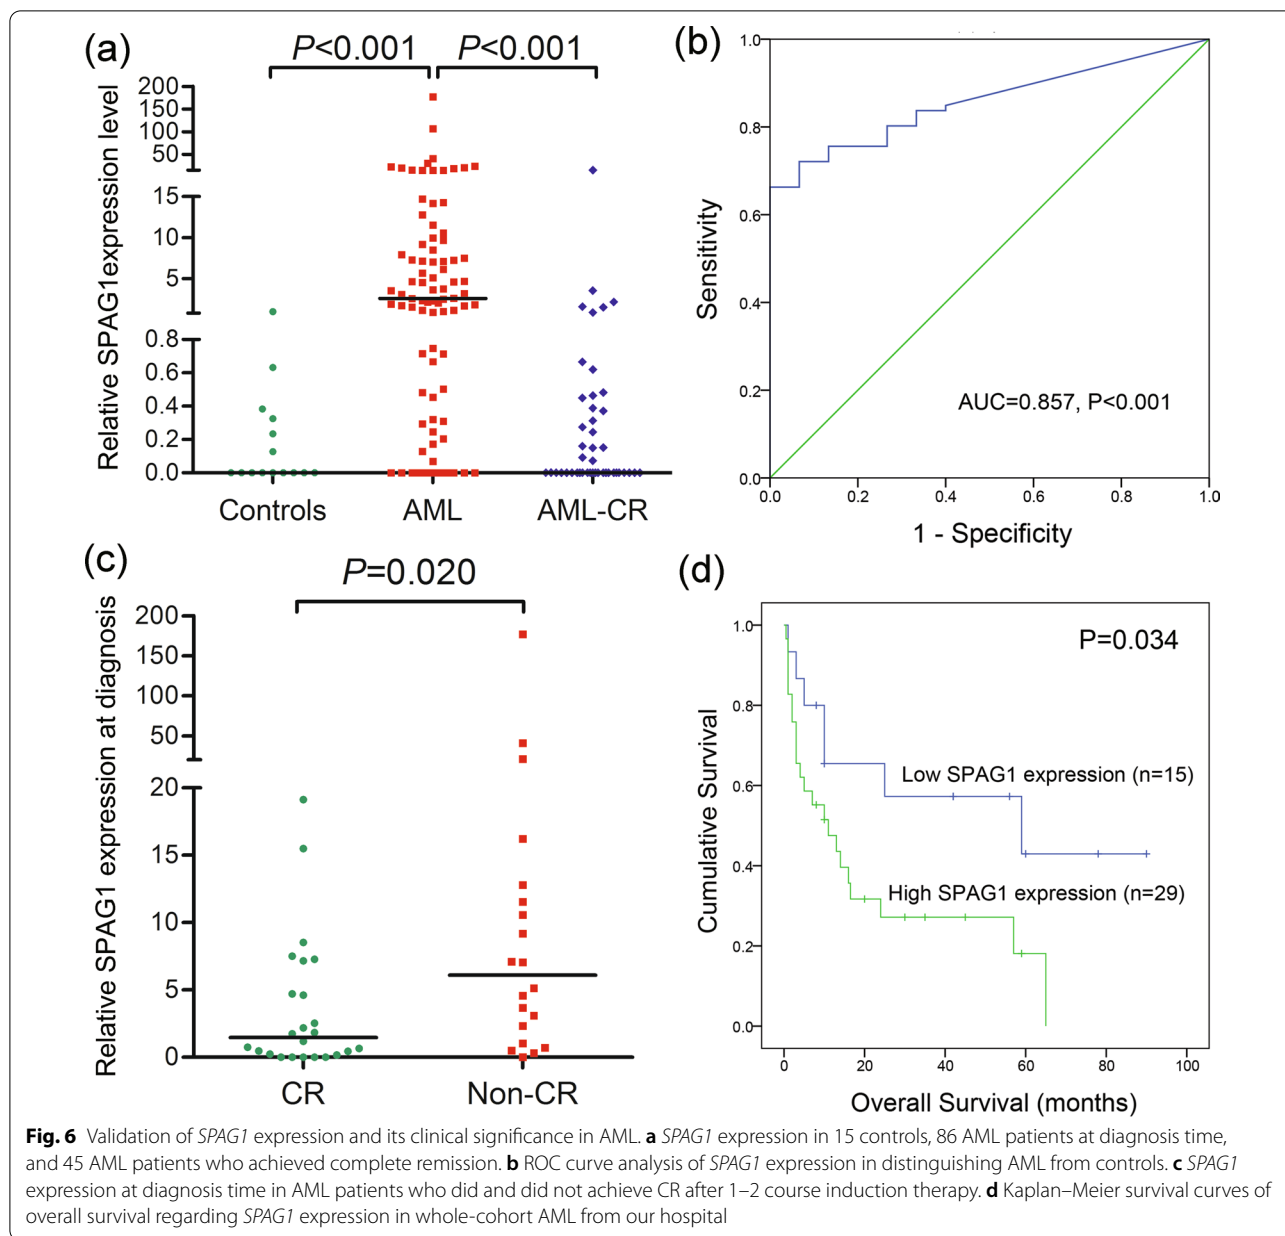 (a)
P<0.001 P<0.001
Relative SPAG1expression level
200
150
100
50
15
10
5
0.8
0.6
0.4
0.2
0.0
Controls AML AML-CR
(b)
Sensitivity
1.0
0.8
0.6
0.4
0.2
0.0
AUC=0.857, P<0.001
0.0 0.2 0.4 0.6 0.8 1.0
1 - Specificity
(c)
P=0.020
Relative SPAG1 expression at diagnosis
200
150
100
50
20
15
10
5
0
CR Non-CR
(d)
P=0.034
Cumulative Survival
1.0
0.8
0.6
0.4
0.2
0.0
Low SPAG1 expression (n=15)
High SPAG1 expression (n=29)
0 20 40 60 80 100
Overall Survival (months)
Fig. 6 Validation of SPAG1 expression and its clinical significance in AML. a SPAG1 expression in 15 controls, 86 AML patients at diagnosis time,
and 45 AML patients who achieved complete remission. b ROC curve analysis of SPAG1 expression in distinguishing AML from controls. c SPAG1
expression at diagnosis time in AML patients who did and did not achieve CR after 1–2 course induction therapy. d Kaplan–Meier survival curves of
overall survival regarding SPAG1 expression in whole-cohort AML from our hospital